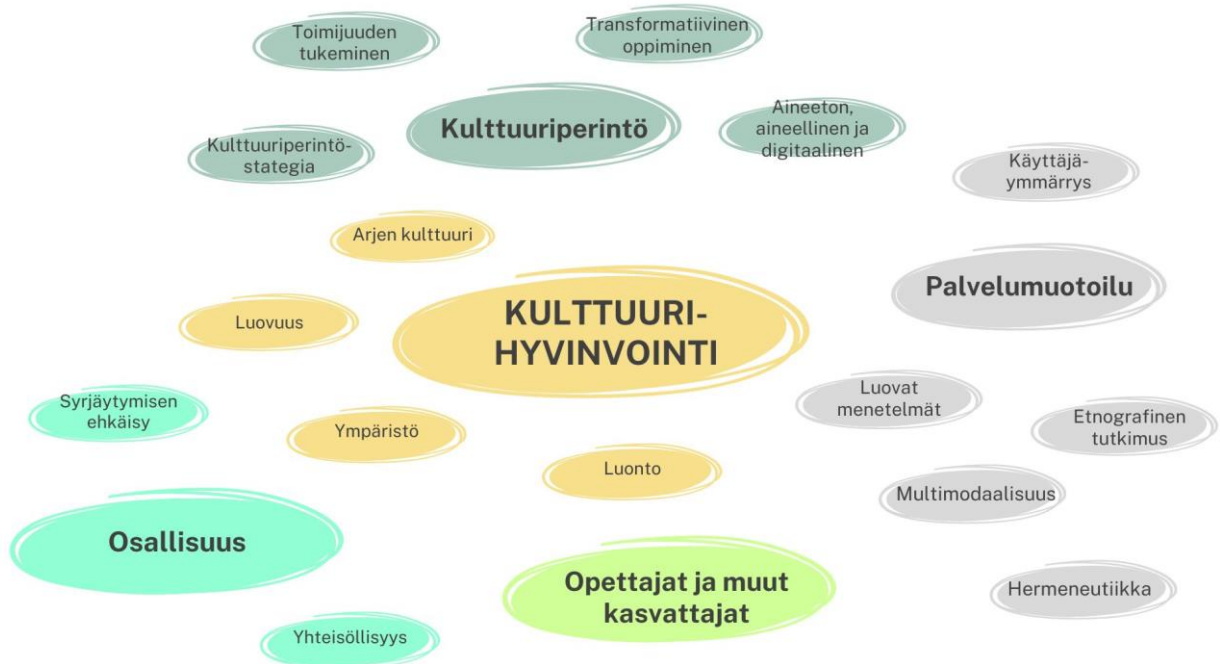 Toimijuuden
tukeminen
Transformatiivinen
oppiminen
Kulttuuriperintö
Aineeton,
aineellinen ja
digitaalinen
Kulttuuriperintö-
stategia
Käyttäjä-
ymmärrys
Arjen kulttuuri
Palvelumuotoilu
Luovuus
KULTTUURI-
HYVINVOINTI
Syrjäytymisen
ehkäisy
Ympäristö
Luovat
menetelmät
Etnografinen
tutkimus
Luonto
Multimodaalisuus
Osallisuus
Opettajat ja muut
kasvattajat
Hermeneutiikka
Yhteisöllisyys